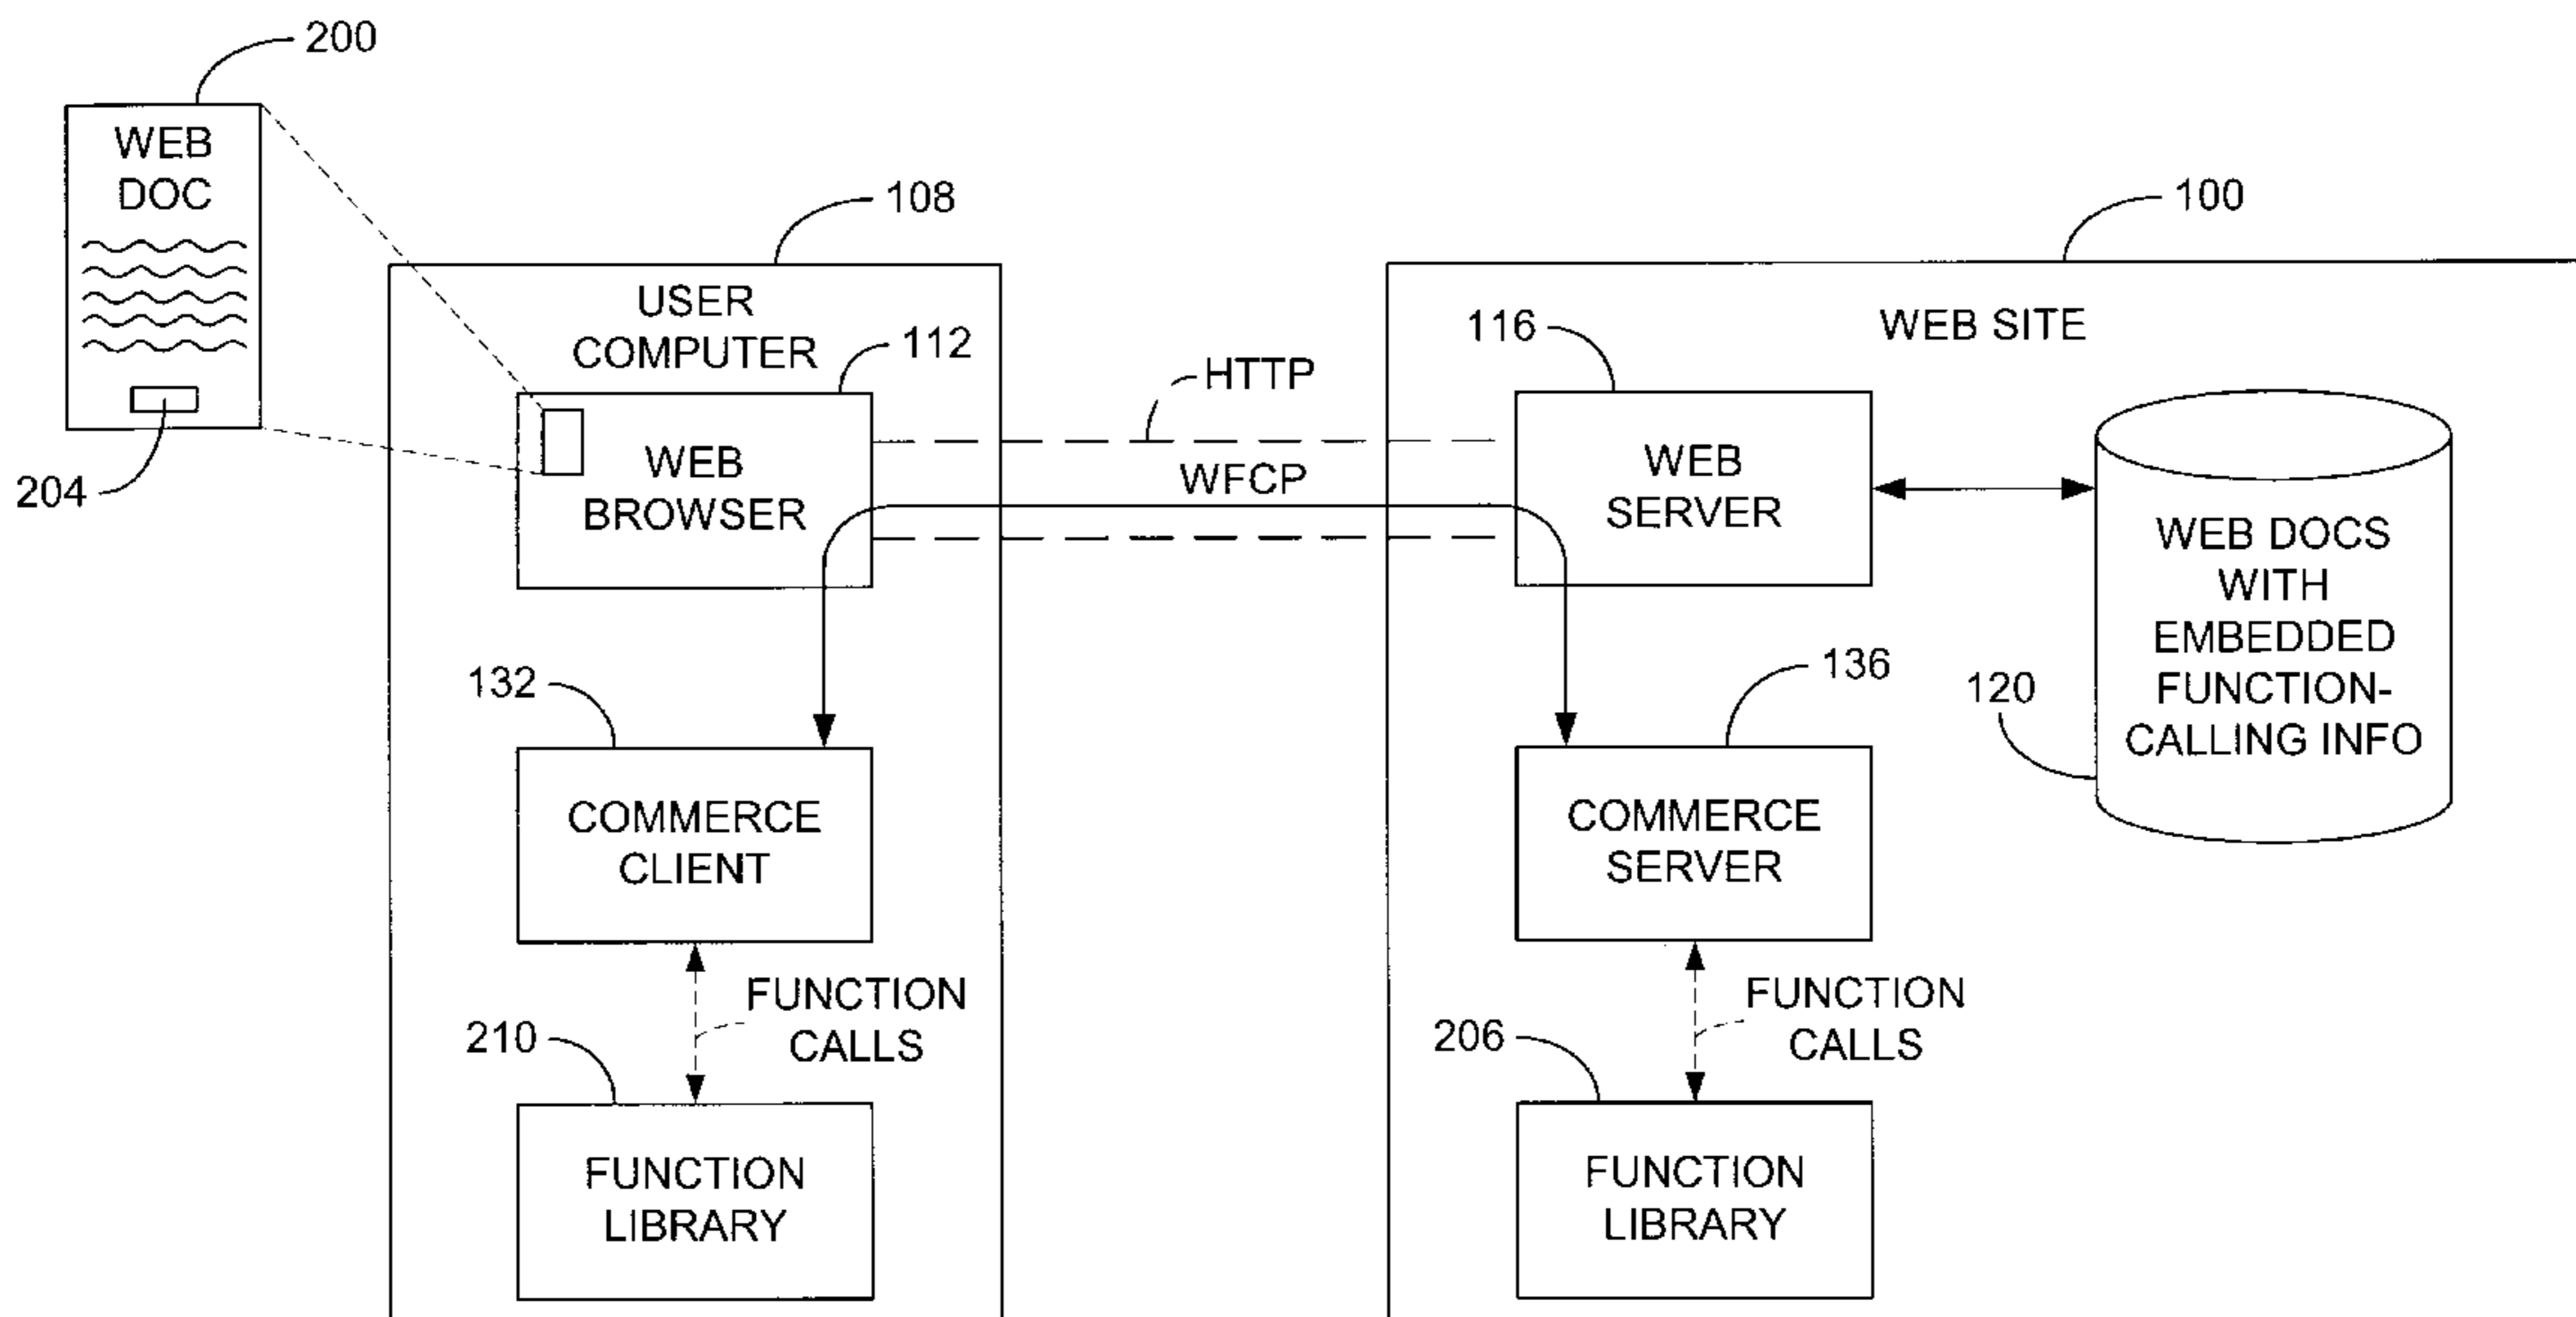 200
WEB
DOC
204
108
USER
COMPUTER
112
WEB
BROWSER
HTTP
WFCP
132
COMMERCE
CLIENT
FUNCTION
CALLS
210
FUNCTION
LIBRARY
100
WEB SITE
116
WEB
SERVER
136
COMMERCE
SERVER
120
WEB DOCS
WITH
EMBEDDED
FUNCTION-
CALLING INFO
FUNCTION
CALLS
206
FUNCTION
LIBRARY